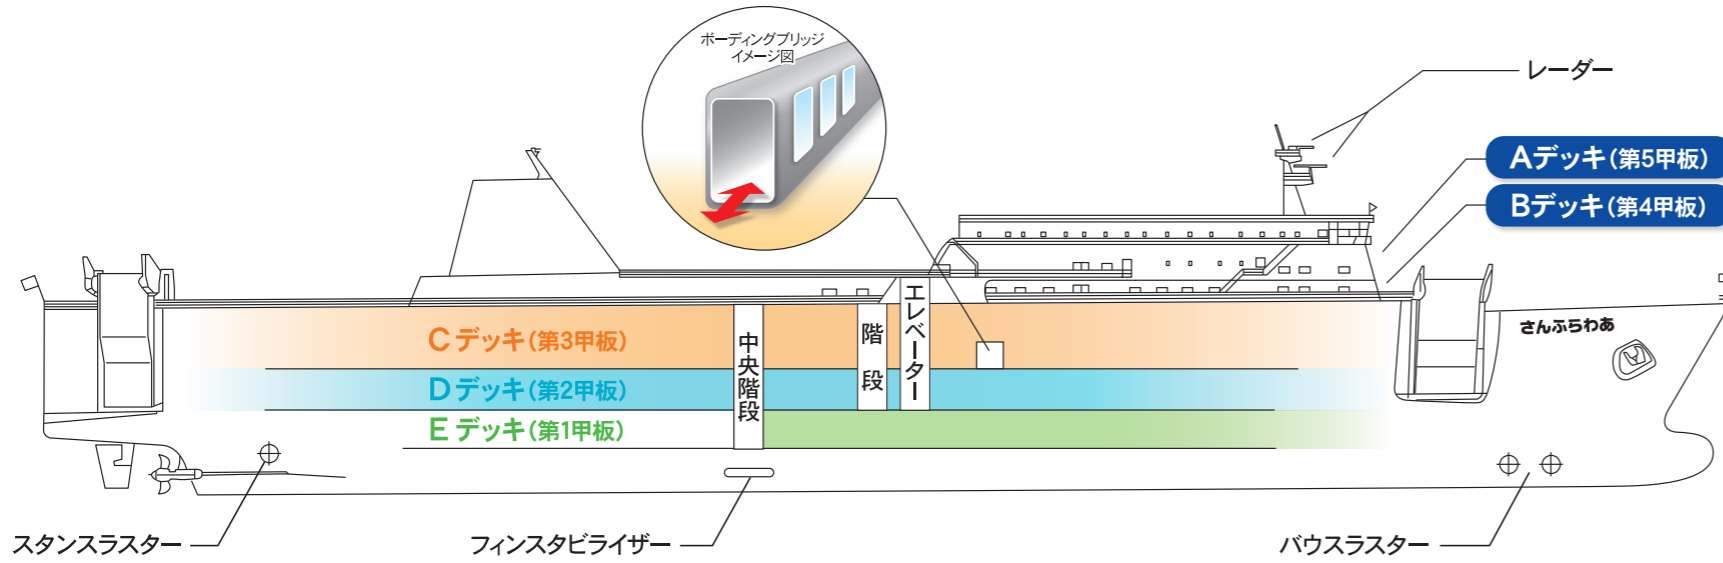 ボーディングブリッジ
イメージ図
レーダー
Aデッキ(第5甲板)
Bデッキ(第4甲板)
さんふらわあ
エレベーター
階段
中央階段
Cデッキ(第3甲板)
Dデッキ(第2甲板)
Eデッキ(第1甲板)
スタンスラスター
フィンスタビライザー
バウスラスター